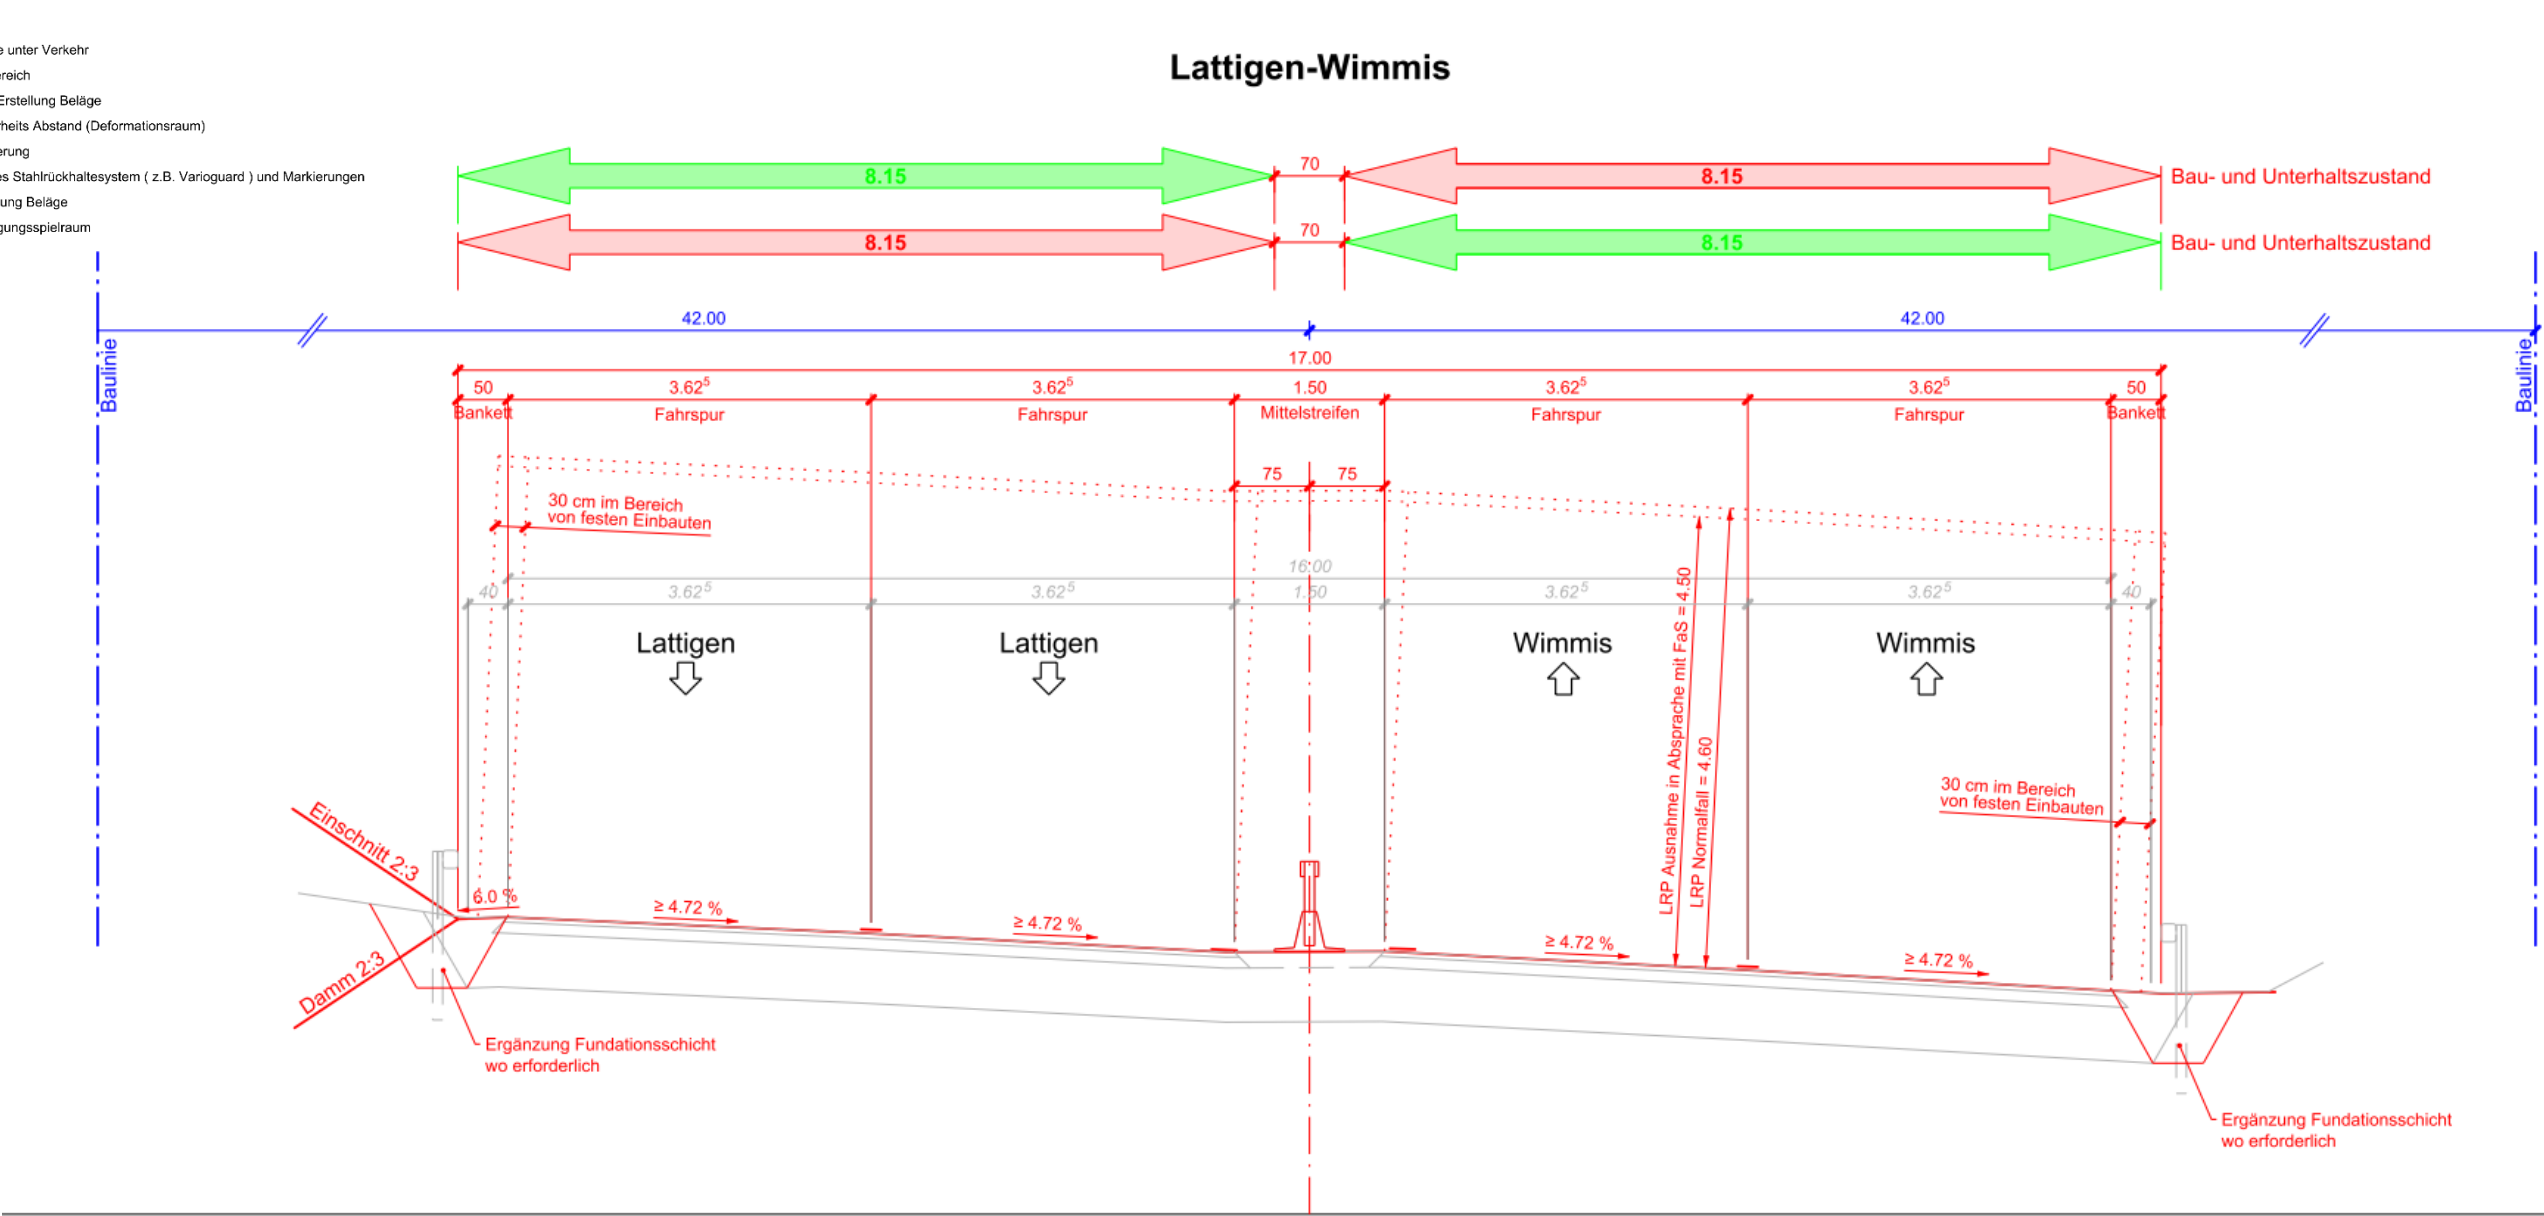 e unter Verkehr
ereich
Erstellung Beläge
heits Abstand (Deformationsraum)
erung
es Stahlrückhaltesystem ( z.B. Varioguard ) und Markierungen
ung Beläge
gungsspielraum
Lattigen-Wimmis
8.15 70 8.15 Bau- und Unterhaltszustand
8.15 70 8.15 Bau- und Unterhaltszustand
42.00 42.00
Baulinie
Baulinie
17.00
50 3.62⁵ 3.62⁵ 1.50 3.62⁵ 3.62⁵ 50
Bankett Fahrspur Fahrspur Mittelstreifen Fahrspur Fahrspur Bankett
75 75
30 cm im Bereich
von festen Einbauten
16.00
40 3.62⁵ 3.62⁵ 1.50 3.62⁵ 3.62⁵ 40
Lattigen Lattigen Wimmis Wimmis
LRP Ausnahme in Absprache mit FaS = 4.50
LRP Normalfall = 4.60
30 cm im Bereich
von festen Einbauten
Einschnitt 2:3
6.0 %
≥ 4.72 %
≥ 4.72 %
≥ 4.72 %
≥ 4.72 %
Damm 2:3
Ergänzung Fundationsschicht
wo erforderlich
Ergänzung Fundationsschicht
wo erforderlich